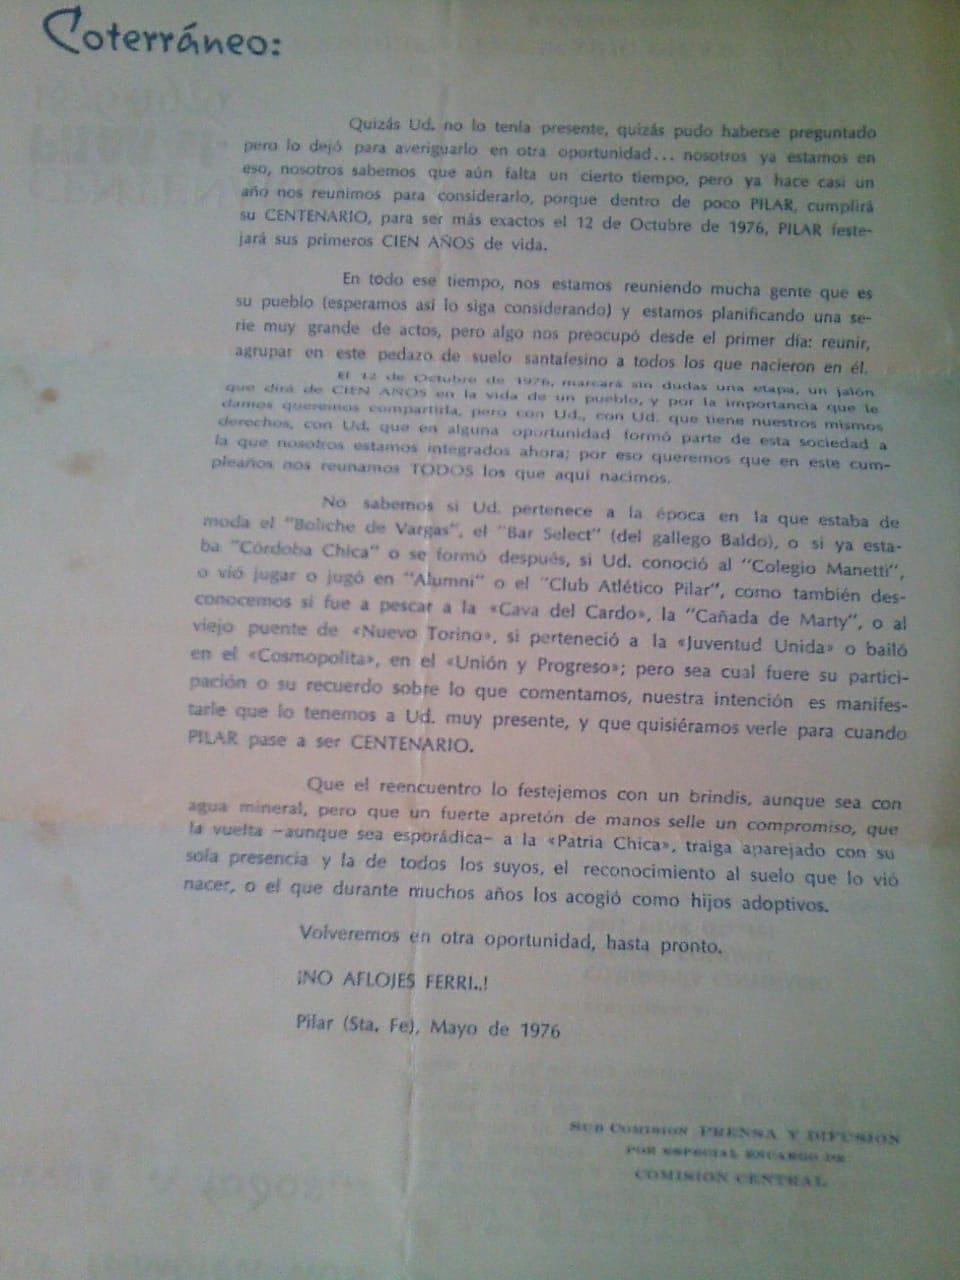 Coterráneo:
Quizás Ud. no lo tenía presente, quizás pudo haberse preguntado
pero lo dejó para averiguarlo en otra oportunidad... nosotros ya estamos en
eso, nosotros sabemos que aún falta un cierto tiempo, pero ya hace casi un
año nos reunimos para considerarlo, porque dentro de poco PILAR, cumplirá
su CENTENARIO, para ser más exactos el 12 de Octubre de 1976, PILAR feste-
jará sus primeros CIEN AÑOS de vida.
En todo ese tiempo, nos estamos reuniendo mucha gente que es
su pueblo (esperamos así lo siga considerando) y estamos planificando una se-
rie muy grande de actos, pero algo nos preocupó desde el primer día: reunir,
agrupar en este pedazo de suelo santafesino a todos los que nacieron en él.
El 12 de Octubre de 1976, marcará sin dudas una etapa, un jalón
que dirá de CIEN AÑOS en la vida de un pueblo, y por la importancia que le
damos queremos compartirla, pero con Ud., con Ud. que tiene nuestros mismos
derechos, con Ud. que en alguna oportunidad formó parte de esta sociedad a
la que nosotros estamos integrados ahora; por eso queremos que en este cum-
pleaños nos reunamos TODOS los que aquí nacimos.
No sabemos si Ud. pertenece a la época en la que estaba de
moda el "Boliche de Vargas", el "Bar Select" (del gallego Baldo), o si ya esta-
ba "Córdoba Chica" o se formó después, si Ud. conoció al "Colegio Manetti",
o vió jugar o jugó en "Alumni" o el "Club Atlético Pilar", como también des-
conocemos si fue a pescar a la «Cava del Cardo», la "Cañada de Marty", o al
viejo puente de «Nuevo Torino», si perteneció a la «Juventud Unida» o bailó
en el «Cosmopolita», en el «Unión y Progreso»; pero sea cual fuere su partici-
pación o su recuerdo sobre lo que comentamos, nuestra intención es manifes-
tarle que lo tenemos a Ud. muy presente, y que quisiéramos verle para cuando
PILAR pase a ser CENTENARIO.
Que el reencuentro lo festejemos con un brindis, aunque sea con
agua mineral, pero que un fuerte apretón de manos selle un compromiso, que
la vuelta -aunque sea esporádica- a la «Patria Chica», traiga aparejado con su
sola presencia y la de todos los suyos, el reconocimiento al suelo que lo vió
nacer, o el que durante muchos años los acogió como hijos adoptivos.
Volveremos en otra oportunidad, hasta pronto.
¡NO AFLOJES FERRI..!
Pilar (Sta. Fe), Mayo de 1976
SUB COMISION PRENSA Y DIFUSION
POR ESPECIAL ENCARGO DE
COMISION CENTRAL